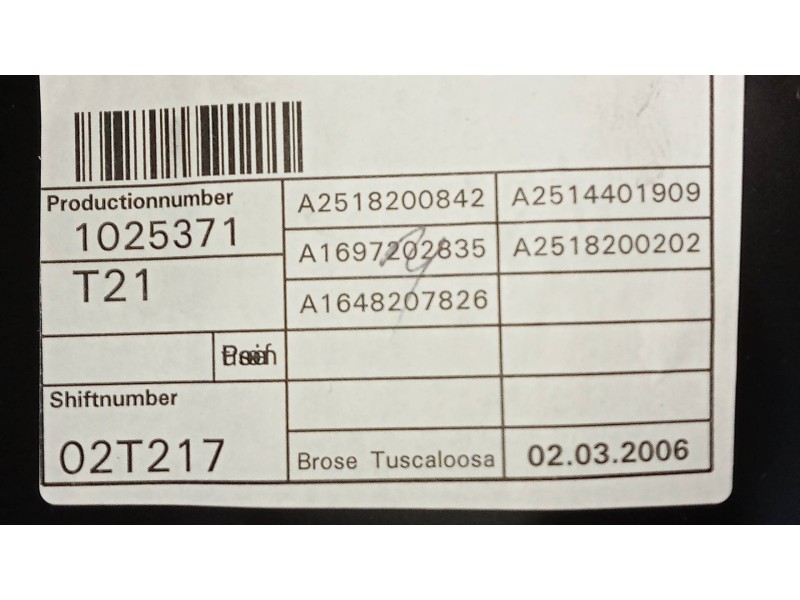 Productionnumber
1025371
A2518200842
A2514401909
T21
A1697202835
A2518200202
A1648207826
Shiftnumber
02T217
Brose Tuscaloosa
02.03.2006